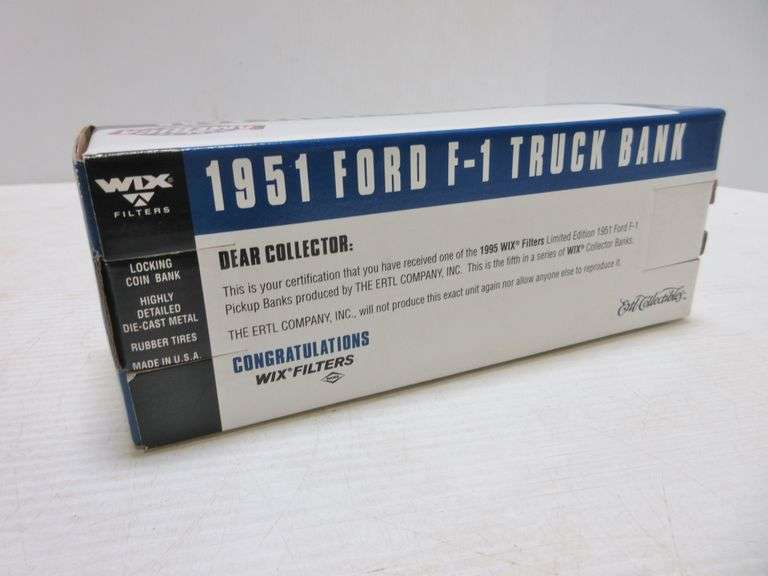 WIX®
FILTERS
1951 FORD F-1 TRUCK BANK
LOCKING
COIN BANK
HIGHLY
DETAILED
DIE-CAST METAL
RUBBER TIRES
MADE IN U.S.A.
DEAR COLLECTOR:
This is your certification that you have received one of the 1995 WIX® Filters Limited Edition 1951 Ford F-1
Pickup Banks produced by THE ERTL COMPANY, INC. This is the fifth in a series of WIX® Collector Banks.
THE ERTL COMPANY, INC., will not produce this exact unit again nor allow anyone else to reproduce it.
Ertl Collectibles
CONGRATULATIONS
WIX®FILTERS